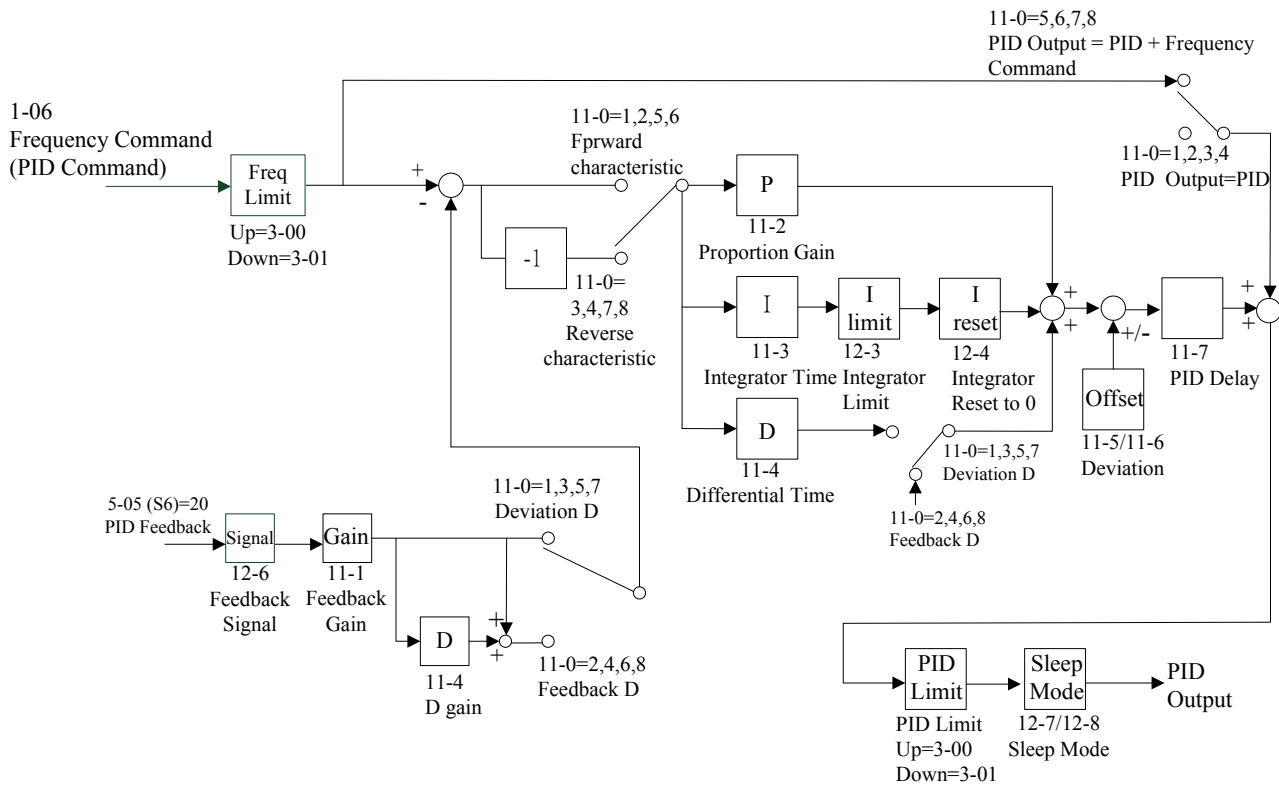 11-0=5,6,7,8
PID Output = PID + Frequency
Command
1-06
Frequency Command
(PID Command)
Freq
Limit
Up=3-00
Down=3-01
+
-
11-0=1,2,5,6
Fprward
characteristic
-1
11-0=
3,4,7,8
Reverse
characteristic
P
11-2
Proportion Gain
I
11-3
Integrator Time
I
limit
12-3
Integrator
Limit
I
reset
12-4
Integrator
Reset to 0
D
11-4
Differential Time
11-0=1,3,5,7
Deviation D
11-0=2,4,6,8
Feedback D
+
+
+/-
Offset
11-5/11-6
Deviation
11-7
PID Delay
+
+
11-0=1,2,3,4
PID Output=PID
5-05 (S6)=20
PID Feedback
Signal
12-6
Feedback
Signal
Gain
11-1
Feedback
Gain
11-0=1,3,5,7
Deviation D
D
11-4
D gain
+
+
11-0=2,4,6,8
Feedback D
PID
Limit
PID Limit
Up=3-00
Down=3-01
Sleep
Mode
12-7/12-8
Sleep Mode
PID
Output